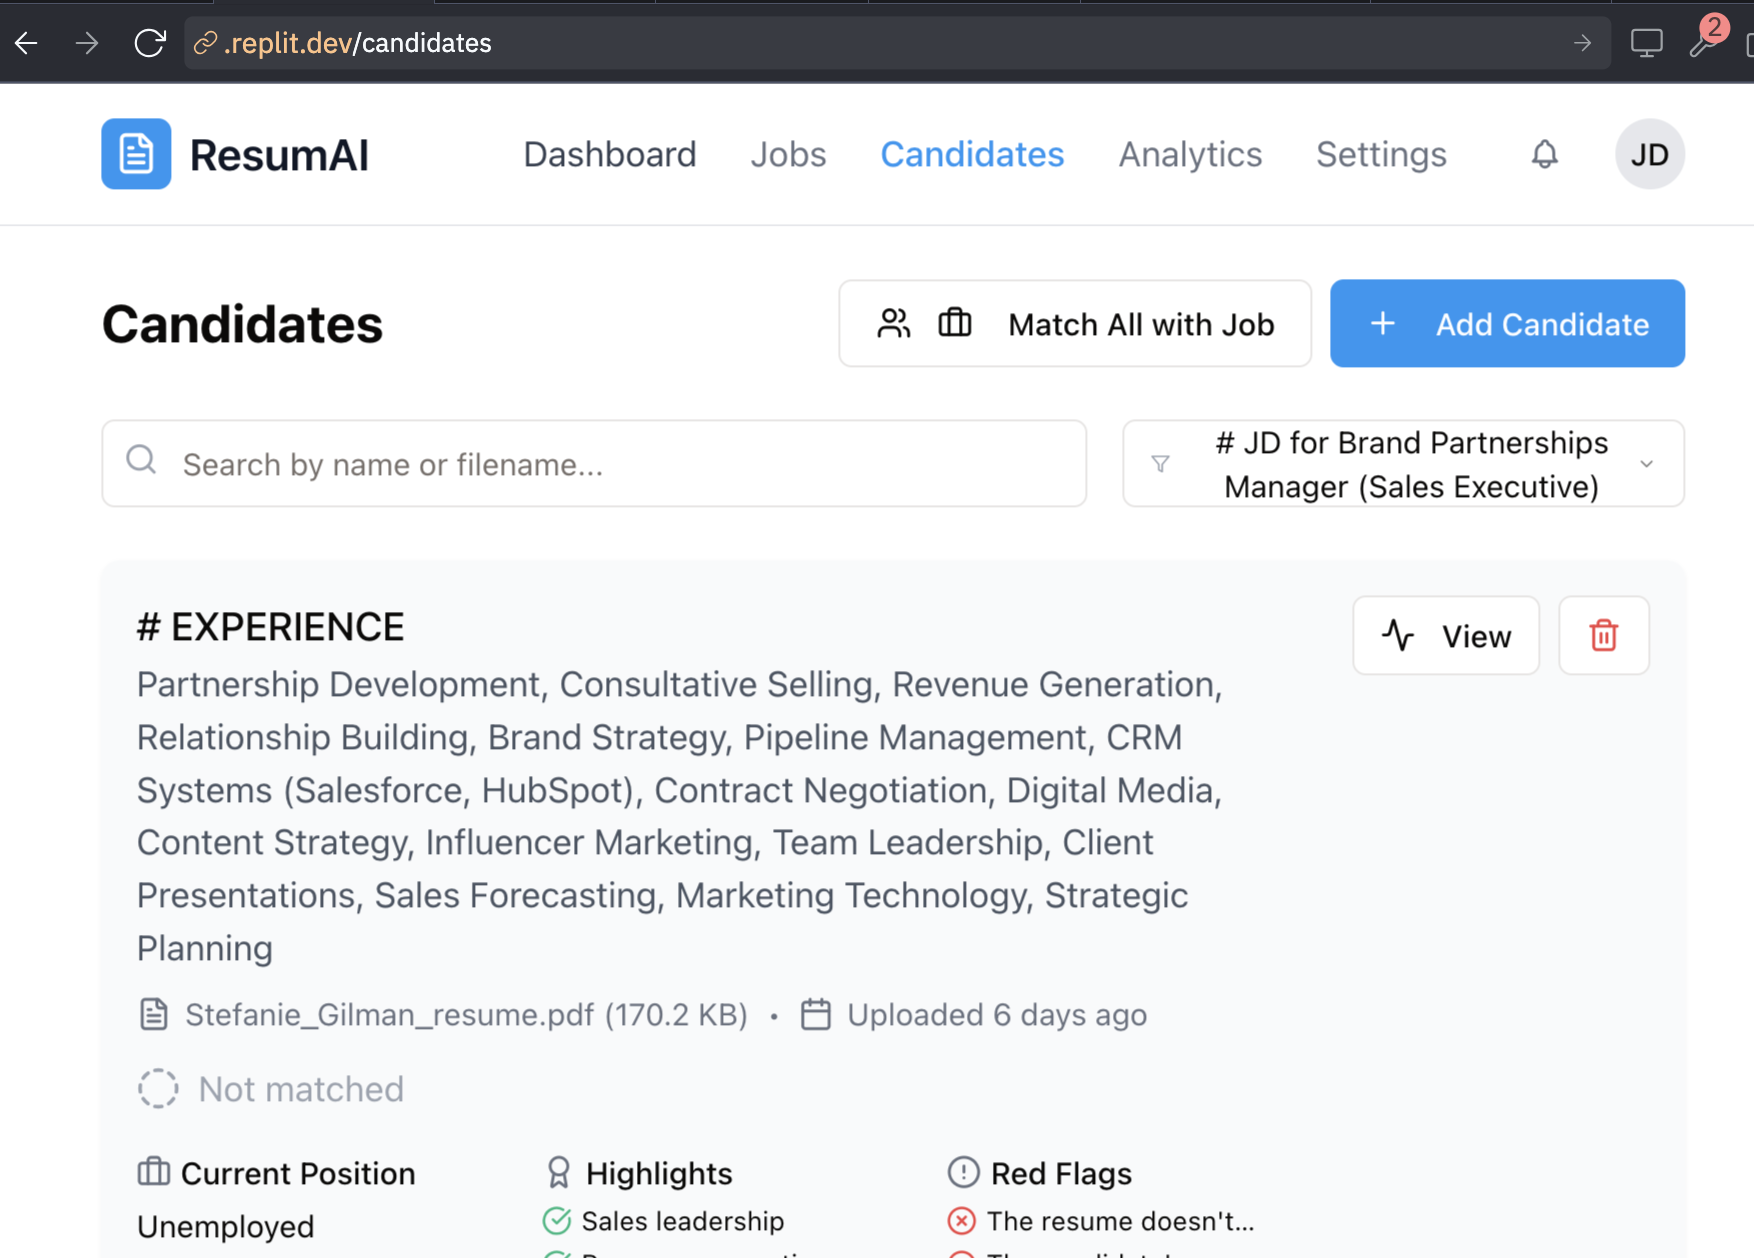 .replit.dev/candidates
2
ResumAI
Dashboard
Jobs
Candidates
Analytics
Settings
JD
Candidates
Match All with Job
Add Candidate
Search by name or filename...
# JD for Brand Partnerships
Manager (Sales Executive)
# EXPERIENCE
View
Partnership Development, Consultative Selling, Revenue Generation,
Relationship Building, Brand Strategy, Pipeline Management, CRM
Systems (Salesforce, HubSpot), Contract Negotiation, Digital Media,
Content Strategy, Influencer Marketing, Team Leadership, Client
Presentations, Sales Forecasting, Marketing Technology, Strategic
Planning
Stefanie_Gilman_resume.pdf (170.2 KB) • Uploaded 6 days ago
Not matched
Current Position
Unemployed
Highlights
Sales leadership
Red Flags
The resume doesn't...